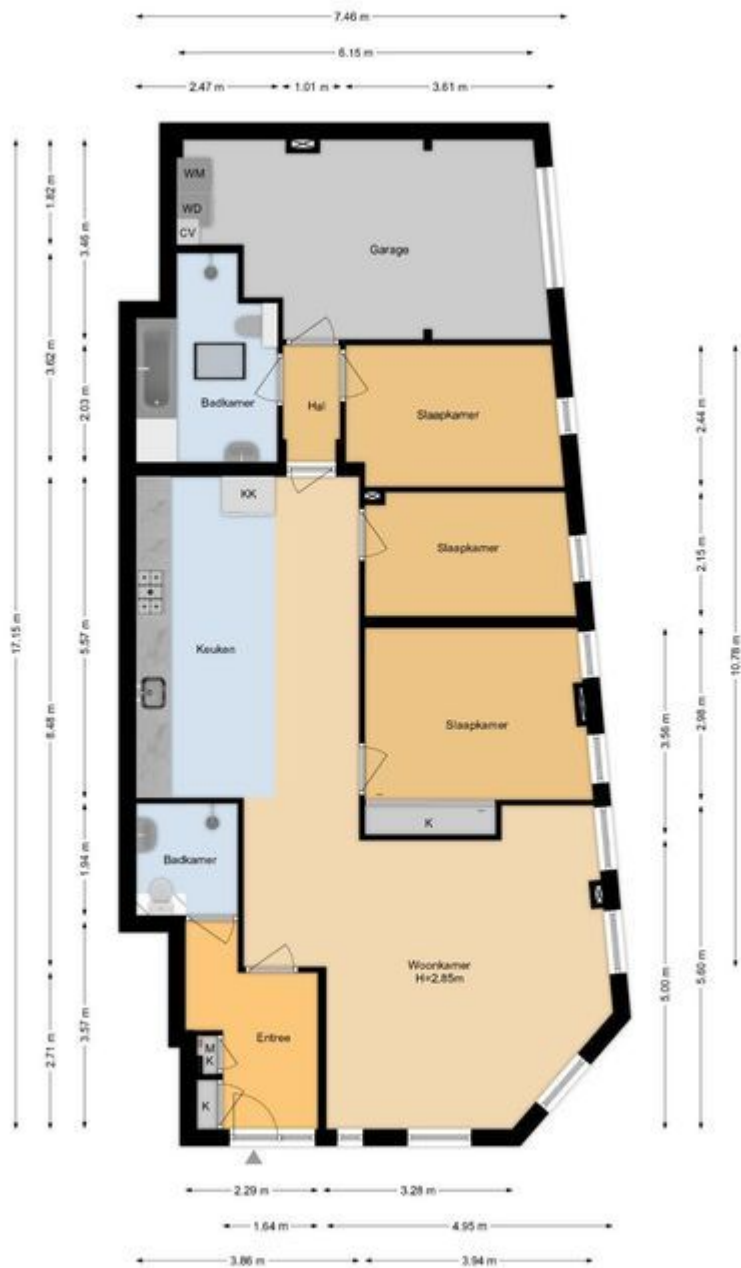 7.46 m
6.15 m
2.47 m
1.01 m
3.61 m
WM
WD
CV
Garage
1.82 m
3.46 m
3.62 m
2.03 m
Badkamer
Hal
Slaapkamer
2.44 m
KK
Slaapkamer
2.15 m
17.15 m
8.48 m
5.57 m
Keuken
10.78 m
Slaapkamer
3.56 m
2.98 m
K
1.94 m
Badkamer
Woonkamer
H=2.85m
5.00 m
5.60 m
2.71 m
3.57 m
Entree
M
K
K
2.29 m
3.28 m
1.64 m
4.95 m
3.86 m
3.94 m